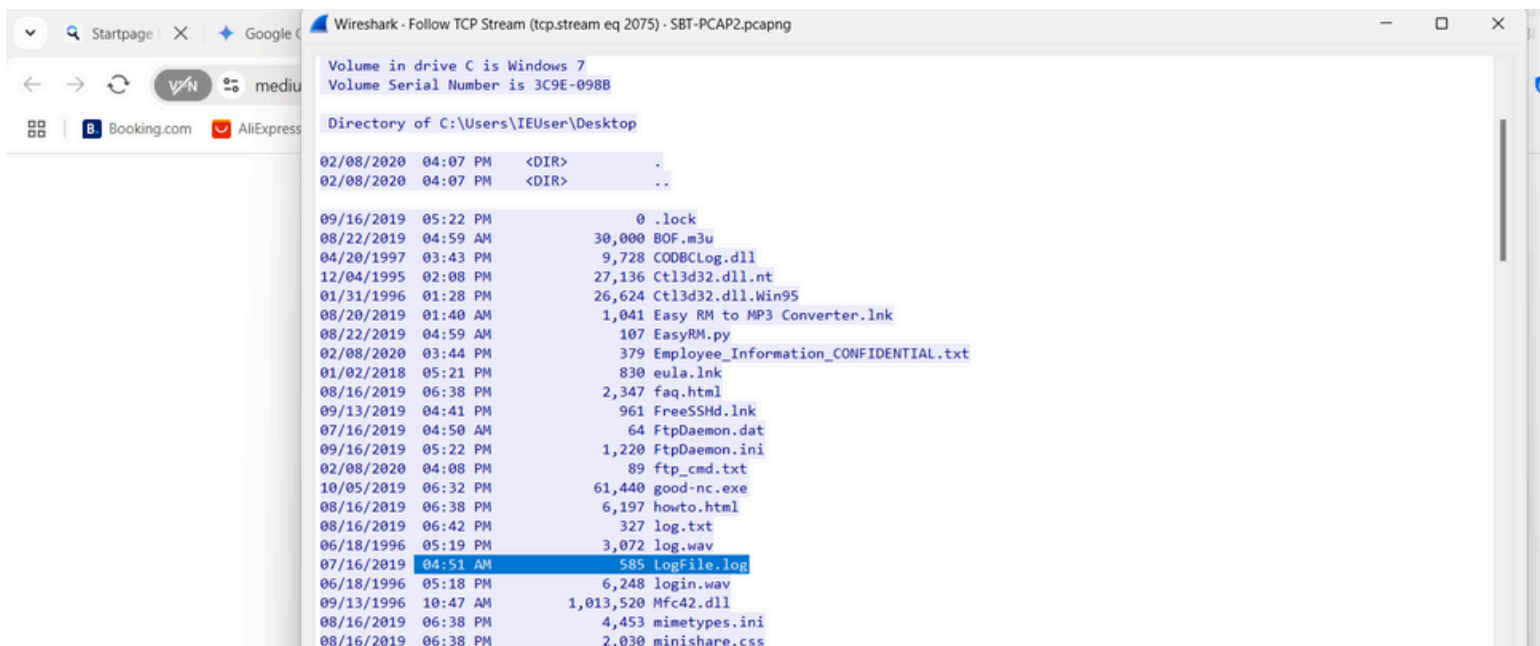 Startpage
Google
Wireshark · Follow TCP Stream (tcp.stream eq 2075) · SBT-PCAP2.pcapng
VPN
mediu
Booking.com
AliExpress
Volume in drive C is Windows 7
Volume Serial Number is 3C9E-098B
Directory of C:\Users\IEUser\Desktop
02/08/2020 04:07 PM <DIR> .
02/08/2020 04:07 PM <DIR> ..
09/16/2019 05:22 PM 0 .lock
08/22/2019 04:59 AM 30,000 BOF.m3u
04/20/1997 03:43 PM 9,728 CODBCLog.dll
12/04/1995 02:08 PM 27,136 Ctl3d32.dll.nt
01/31/1996 01:28 PM 26,624 Ctl3d32.dll.Win95
08/20/2019 01:40 AM 1,041 Easy RM to MP3 Converter.lnk
08/22/2019 04:59 AM 107 EasyRM.py
02/08/2020 03:44 PM 379 Employee_Information_CONFIDENTIAL.txt
01/02/2018 05:21 PM 830 eula.lnk
08/16/2019 06:38 PM 2,347 faq.html
09/13/2019 04:41 PM 961 FreeSSHd.lnk
07/16/2019 04:50 AM 64 FtpDaemon.dat
09/16/2019 05:22 PM 1,220 FtpDaemon.ini
02/08/2020 04:08 PM 89 ftp_cmd.txt
10/05/2019 06:32 PM 61,440 good-nc.exe
08/16/2019 06:38 PM 6,197 howto.html
08/16/2019 06:42 PM 327 log.txt
06/18/1996 05:19 PM 3,072 log.wav
07/16/2019 04:51 AM 585 LogFile.log
06/18/1996 05:18 PM 6,248 login.wav
09/13/1996 10:47 AM 1,013,520 Mfc42.dll
08/16/2019 06:38 PM 4,453 mimetypes.ini
08/16/2019 06:38 PM 2,030 minishare.css